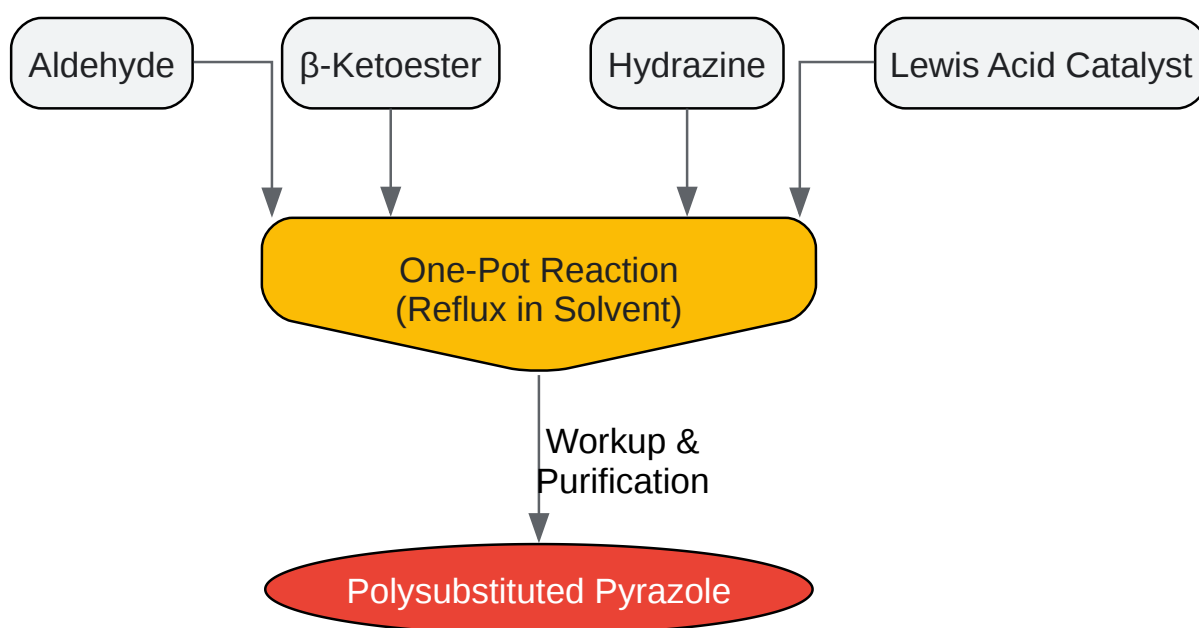 Aldehyde
β-Ketoester
Hydrazine
Lewis Acid Catalyst
One-Pot Reaction
(Reflux in Solvent)
Workup &
Purification
Polysubstituted Pyrazole